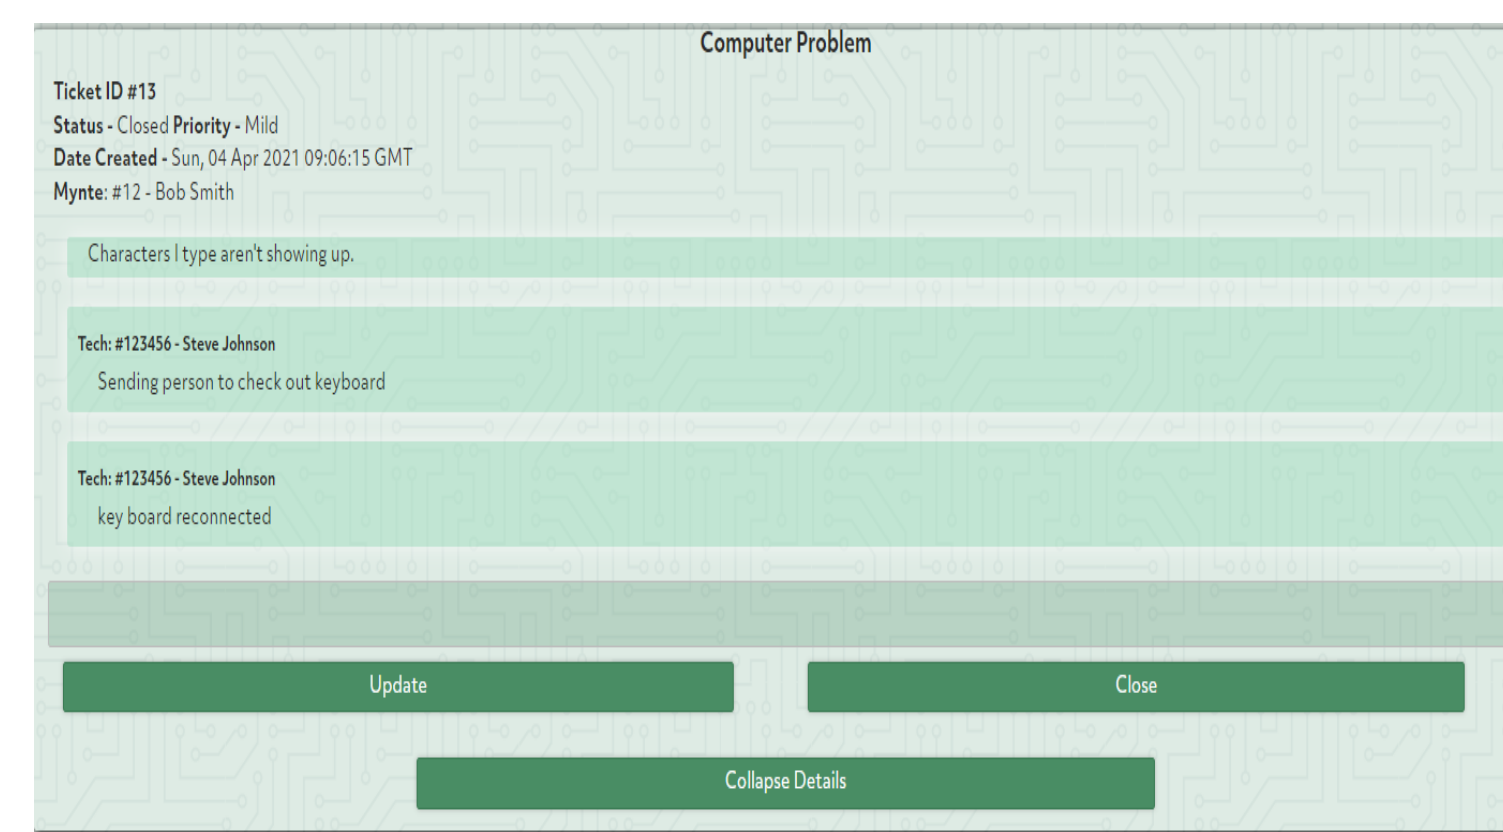 Computer Problem
Ticket ID #13
Status - Closed Priority - Mild
Date Created - Sun, 04 Apr 2021 09:06:15 GMT
Mynte: #12 - Bob Smith
Characters I type aren't showing up.
Tech: #123456 - Steve Johnson
Sending person to check out keyboard
Tech: #123456 - Steve Johnson
key board reconnected
Update
Close
Collapse Details